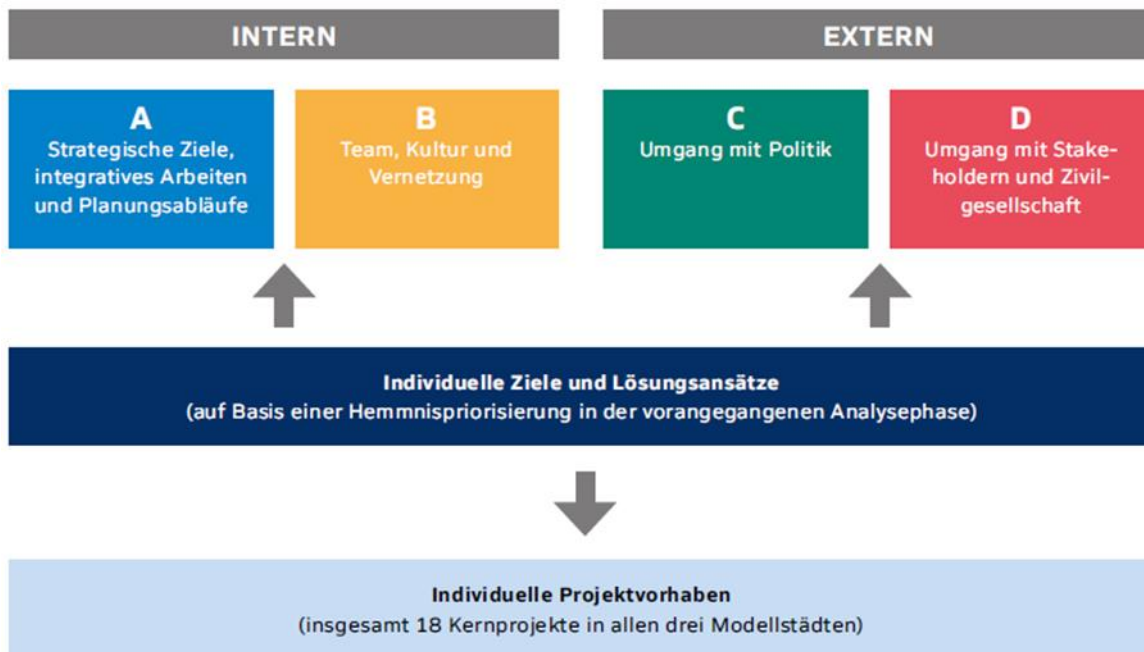 INTERN
EXTERN
A
Strategische Ziele,
integratives Arbeiten
und Planungsabläufe
B
Team, Kultur und
Vernetzung
C
Umgang mit Politik
D
Umgang mit Stake-
holdern und Zivil-
gesellschaft
Individuelle Ziele und Lösungsansätze
(auf Basis einer Hemmnispriorisierung in der vorangegangenen Analysephase)
Individuelle Projektvorhaben
(insgesamt 18 Kernprojekte in allen drei Modellstädten)